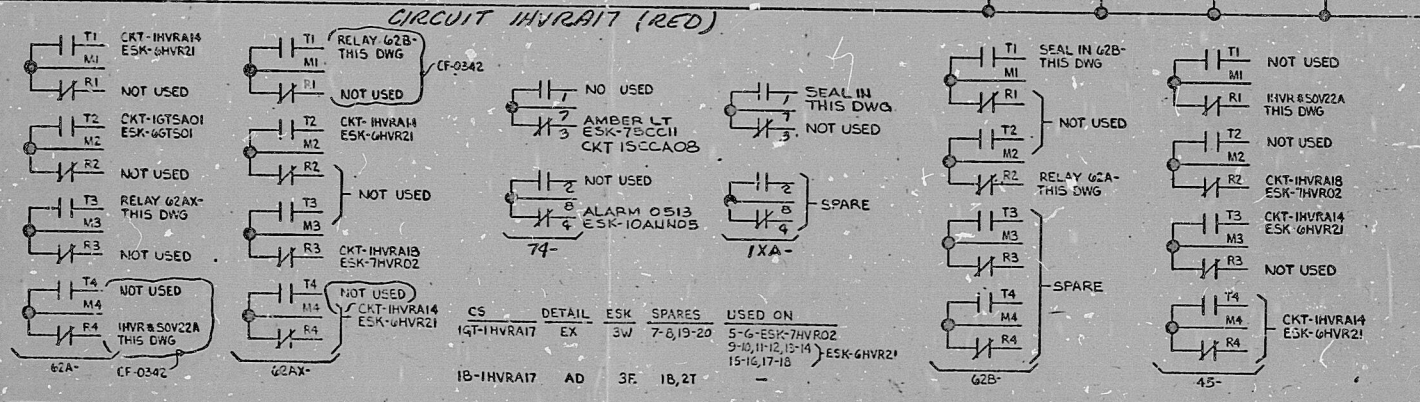 CIRCUIT 1HVRA17 (RED)
T1 CKT-1HVRA14
ESK-6HVR21
M1
R1 NOT USED
T2 CKT-1GTSA01
ESK-6GTS01
M2
R2 NOT USED
T3 RELAY 62AX-
THIS DWG
M3
R3 NOT USED
T4 NOT USED
M4
R4 1HVR*SOV22A
THIS DWG
62A-
CF-0342
T1 RELAY 62B-
THIS DWG
M1
CF-0342
R1 NOT USED
T2 CKT-1HVRA14
ESK-6HVR21
M2
R2
NOT USED
T3
M3
R3 CKT-1HVRA18
ESK-7HVR02
T4 NOT USED
M4 CKT-1HVRA14
ESK-6HVR21
R4
62AX-
NO USED
1
7 AMBER LT
3 ESK-7SCC11
CKT 1SCCA08
2 NOT USED
8 ALARM 0513
4 ESK-10ANN05
74-
SEAL IN
1 THIS DWG
7
3 NOT USED
2
SPARE
8
4
1XA-
CS DETAIL ESK SPARES USED ON
1GT-1HVRA17 EX 3W 7-8,19-20 5-6-ESK-7HVR02
9-10,11-12,13-14
15-16,17-18 ESK-6HVR21
1B-1HVRA17 AD 3F 1B,2T -
T1 SEAL IN 62B-
THIS DWG
M1
R1
NOT USED
T2
M2
R2 RELAY 62A-
THIS DWG
T3
M3
R3
SPARE
T4
M4
R4
62B-
T1 NOT USED
M1
R1 1HVR*SOV22A
THIS DWG
T2 NOT USED
M2
R2 CKT-1HVRA18
ESK-7HVR02
T3 CKT-1HVRA14
ESK-6HVR21
M3
R3 NOT USED
T4
M4 CKT-1HVRA14
ESK-6HVR21
R4
45-